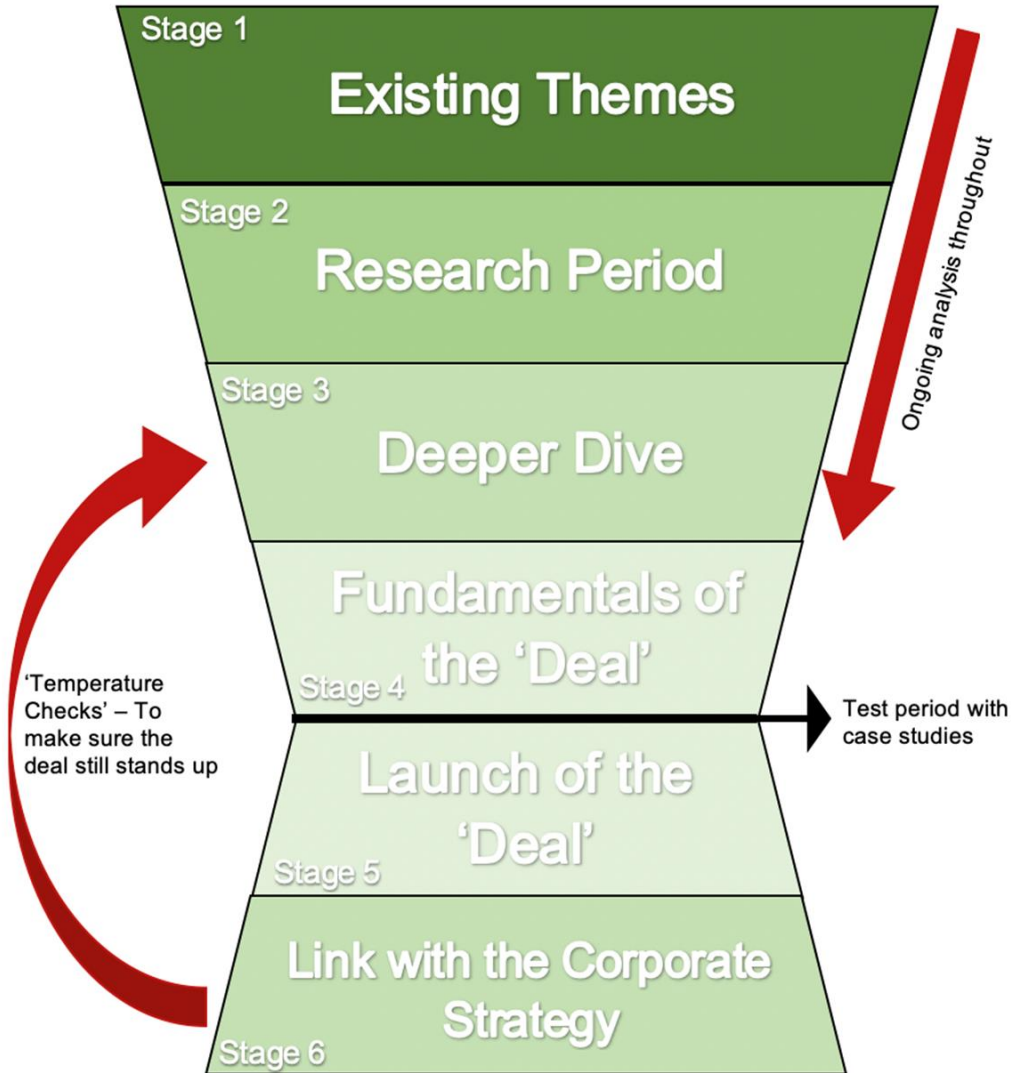 Stage 1
Existing Themes
Stage 2
Research Period
Stage 3
Deeper Dive
Ongoing analysis throughout
Fundamentals of
the ‘Deal’
Stage 4
‘Temperature
Checks’ – To
make sure the
deal still stands up
Test period with
case studies
Launch of the
‘Deal’
Stage 5
Link with the Corporate
Strategy
Stage 6